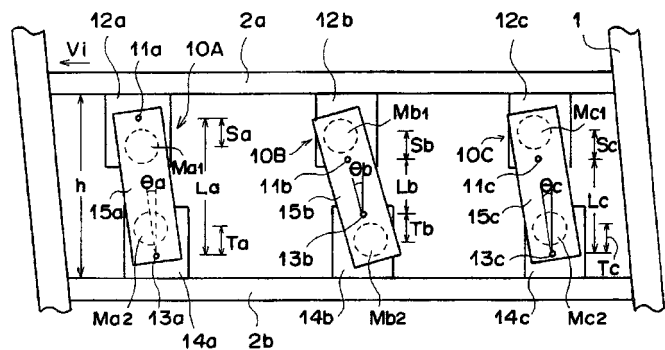 12a
2a
12b
12c
1
Vi
11a
10A
Mb1
Mc1
Sa
Sb
Sc
Ma1
10B
10C
h
15a
Θa
La
11b
Θb
Lb
11c
Θc
Lc
15b
15c
Ta
13b
Tb
13c
Tc
Ma2
13a
14a
2b
14b
Mb2
14c
Mc2